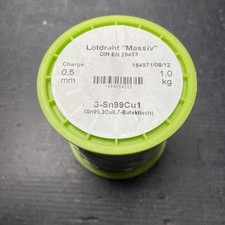 Lötdraht "Massiv"
DIN EN 29453
Charge: 164971/08/12
0,5 mm
1,0 kg
S-Sn99Cu1
(Sn99,3Cu0,7-Eutektisch)